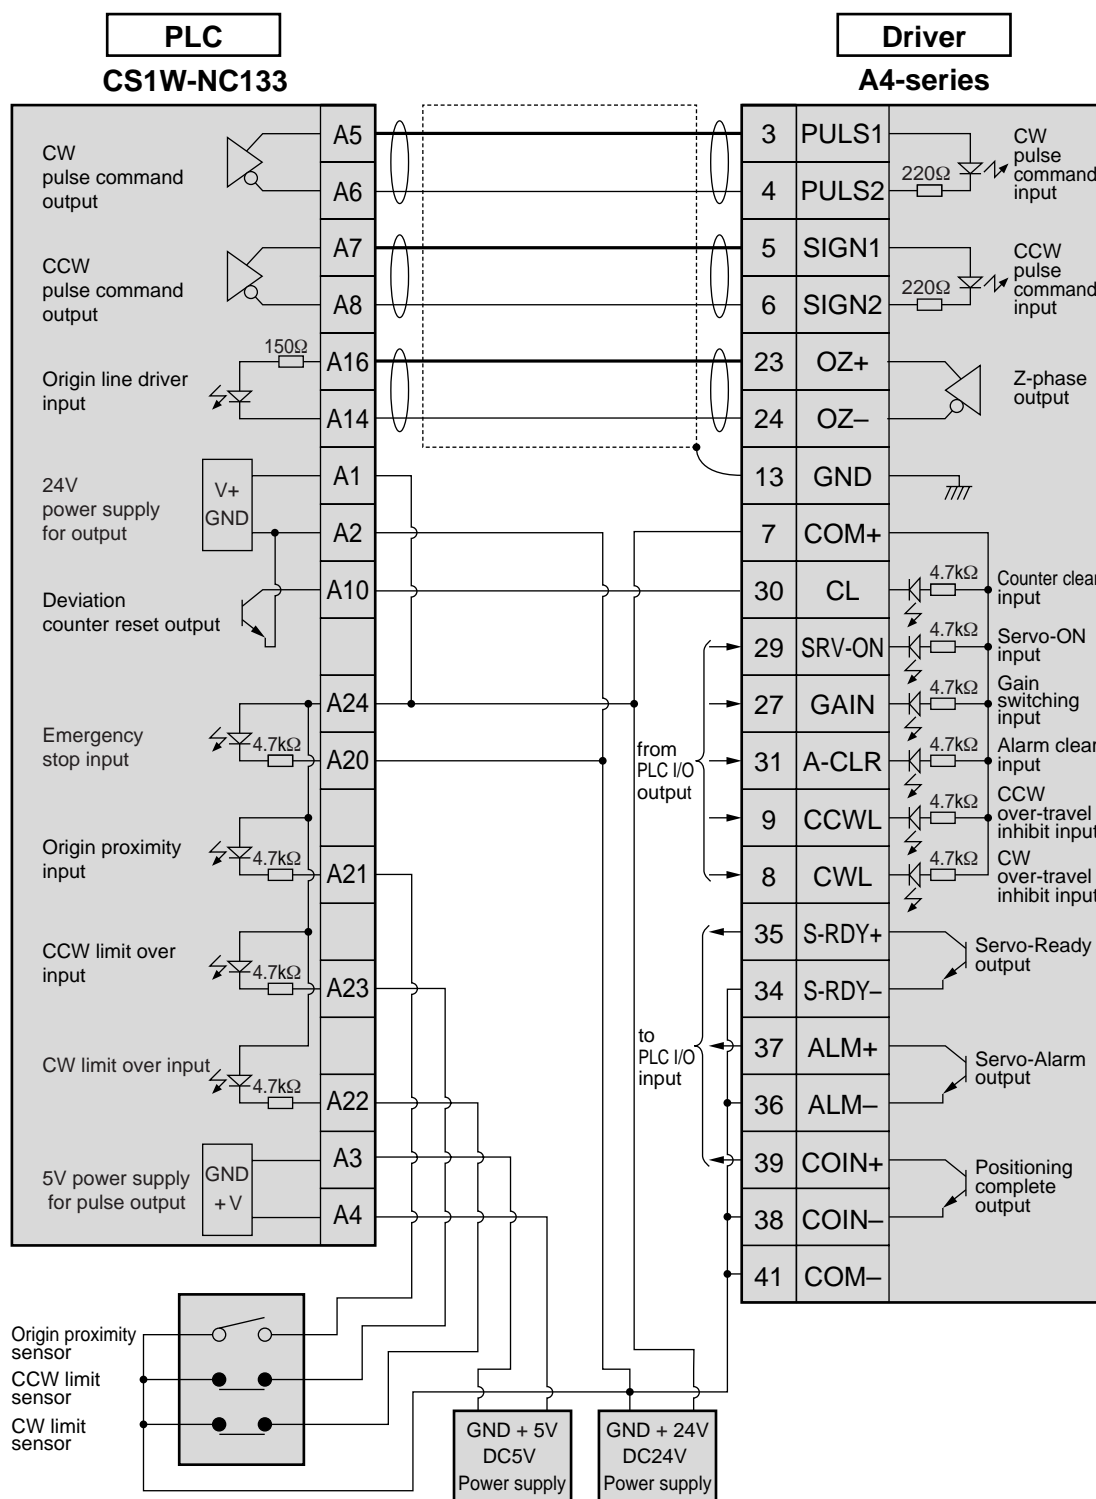 PLC
CS1W-NC133
Driver
A4-series
CW
pulse command
output
A5
A6
CCW
pulse command
output
A7
A8
Origin line driver
input
150Ω
A16
A14
24V
power supply
for output
V+
GND
A1
A2
Deviation
counter reset output
A10
Emergency
stop input
4.7kΩ
A24
A20
Origin proximity
input
4.7kΩ
A21
CCW limit over
input
4.7kΩ
A23
CW limit over input
4.7kΩ
A22
5V power supply
for pulse output
GND
+ V
A3
A4
3 PULS1
4 PULS2
220Ω
CW
pulse
command
input
5 SIGN1
6 SIGN2
220Ω
CCW
pulse
command
input
23 OZ+
24 OZ–
Z-phase
output
13 GND
7 COM+
30 CL
4.7kΩ
Counter clear
input
29 SRV-ON
4.7kΩ
Servo-ON
input
27 GAIN
4.7kΩ
Gain
switching
input
31 A-CLR
4.7kΩ
Alarm clear
input
9 CCWL
4.7kΩ
CCW
over-travel
inhibit input
8 CWL
4.7kΩ
CW
over-travel
inhibit input
from
PLC I/O
output
35 S-RDY+
34 S-RDY–
Servo-Ready
output
to
PLC I/O
input
37 ALM+
36 ALM–
Servo-Alarm
output
39 COIN+
38 COIN–
Positioning
complete
output
41 COM–
Origin proximity
sensor
CCW limit
sensor
CW limit
sensor
GND + 5V
DC5V
Power supply
GND + 24V
DC24V
Power supply